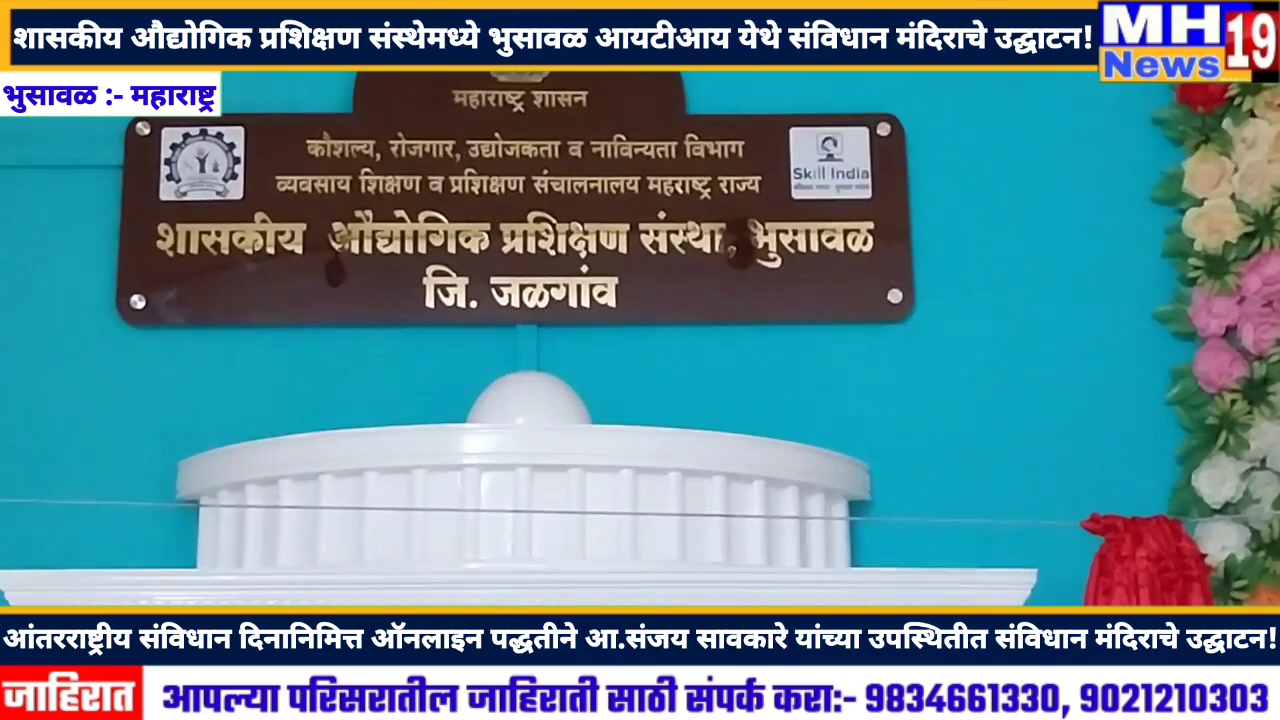 शासकीय औद्योगिक प्रशिक्षण संस्थेमध्ये भुसावळ आयटीआय येथे संविधान मंदिराचे उद्घाटन!
MH 19
News
भुसावळ :- महाराष्ट्र
महाराष्ट्र शासन
कौशल्य, रोजगार, उद्योजकता व नाविन्यता विभाग
Skill India
व्यवसाय शिक्षण व प्रशिक्षण संचालनालय महराष्ट्र राज्य
शासकीय औद्योगिक प्रशिक्षण संस्था, भुसावळ
जि. जळगांव
आंतरराष्ट्रीय संविधान दिनानिमित्त ऑनलाइन पद्धतीने आ.संजय सावकारे यांच्या उपस्थितीत संविधान मंदिराचे उद्घाटन!
जाहिरात आपल्या परिसरातील जाहिराती साठी संपर्क करा:- 9834661330, 9021210303